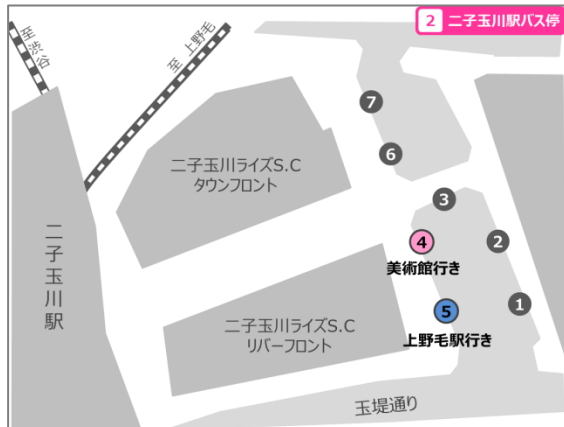 2 二子玉川駅バス停
至渋谷
至 上野毛
7
6
二子玉川ライズS.C
タウンフロント
3
4
美術館行き
2
二子玉川駅
1
5
上野毛駅行き
二子玉川ライズS.C
リバーフロント
玉堤通り